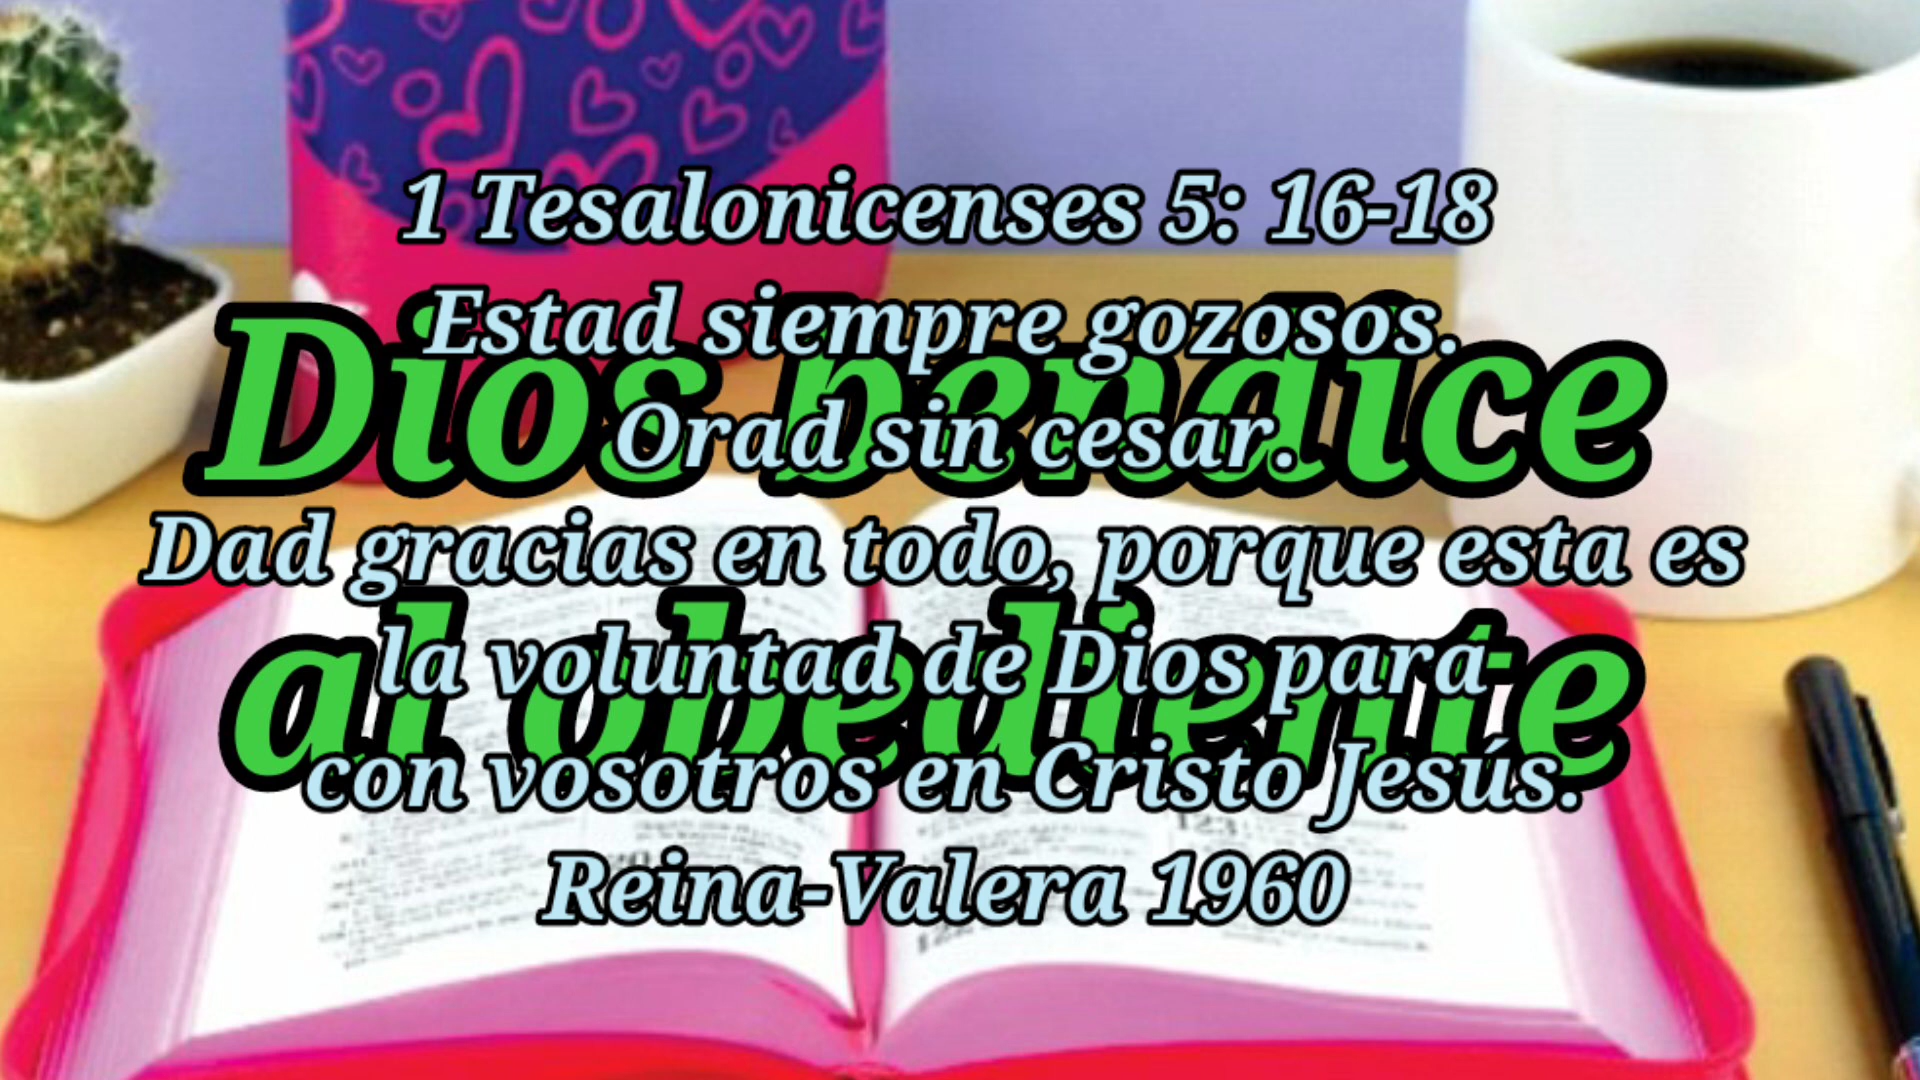 1 Tesalonicenses 5: 16-18
Estad siempre gozosos.
Dios bendice
Orad sin cesar.
Dad gracias en todo, porque esta es
al obediente
la voluntad de Dios para
con vosotros en Cristo Jesús.
Reina-Valera 1960